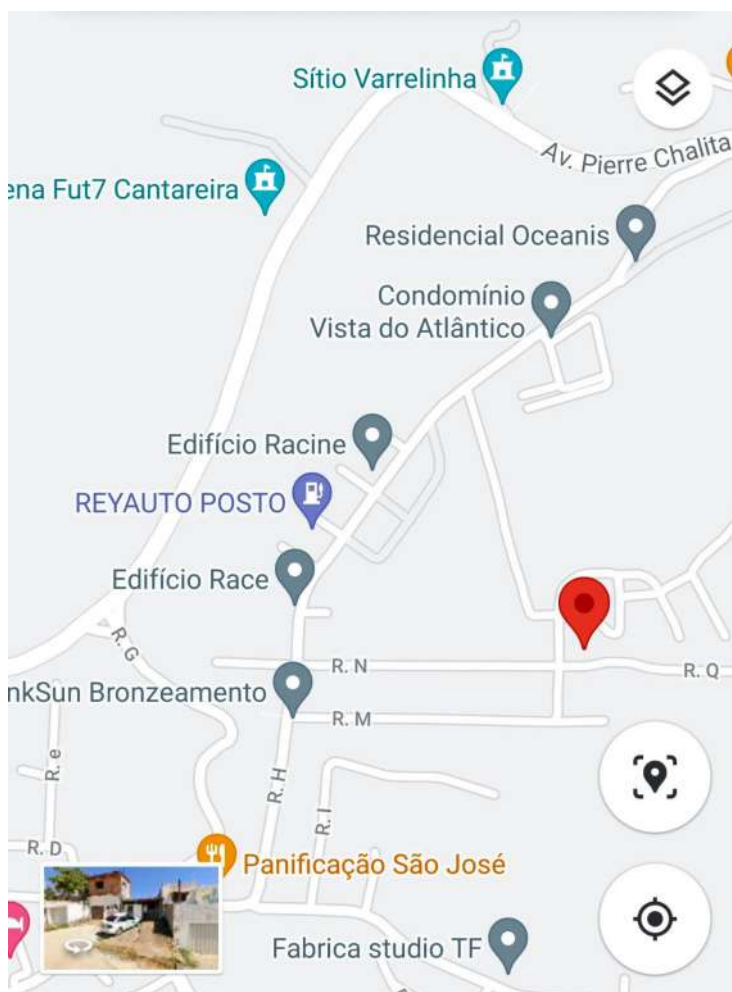 Sítio Varrelinha
Av. Pierre Chalita
ena Fut7 Cantareira
Residencial Oceanis
Condomínio
Vista do Atlântico
Edifício Racine
REYAUTO POSTO
Edifício Race
R. G
R. N
R. Q
nkSun Bronzeamento
R. M
R. e
R. H
R. I
R. D
Panificação São José
Fabrica studio TF